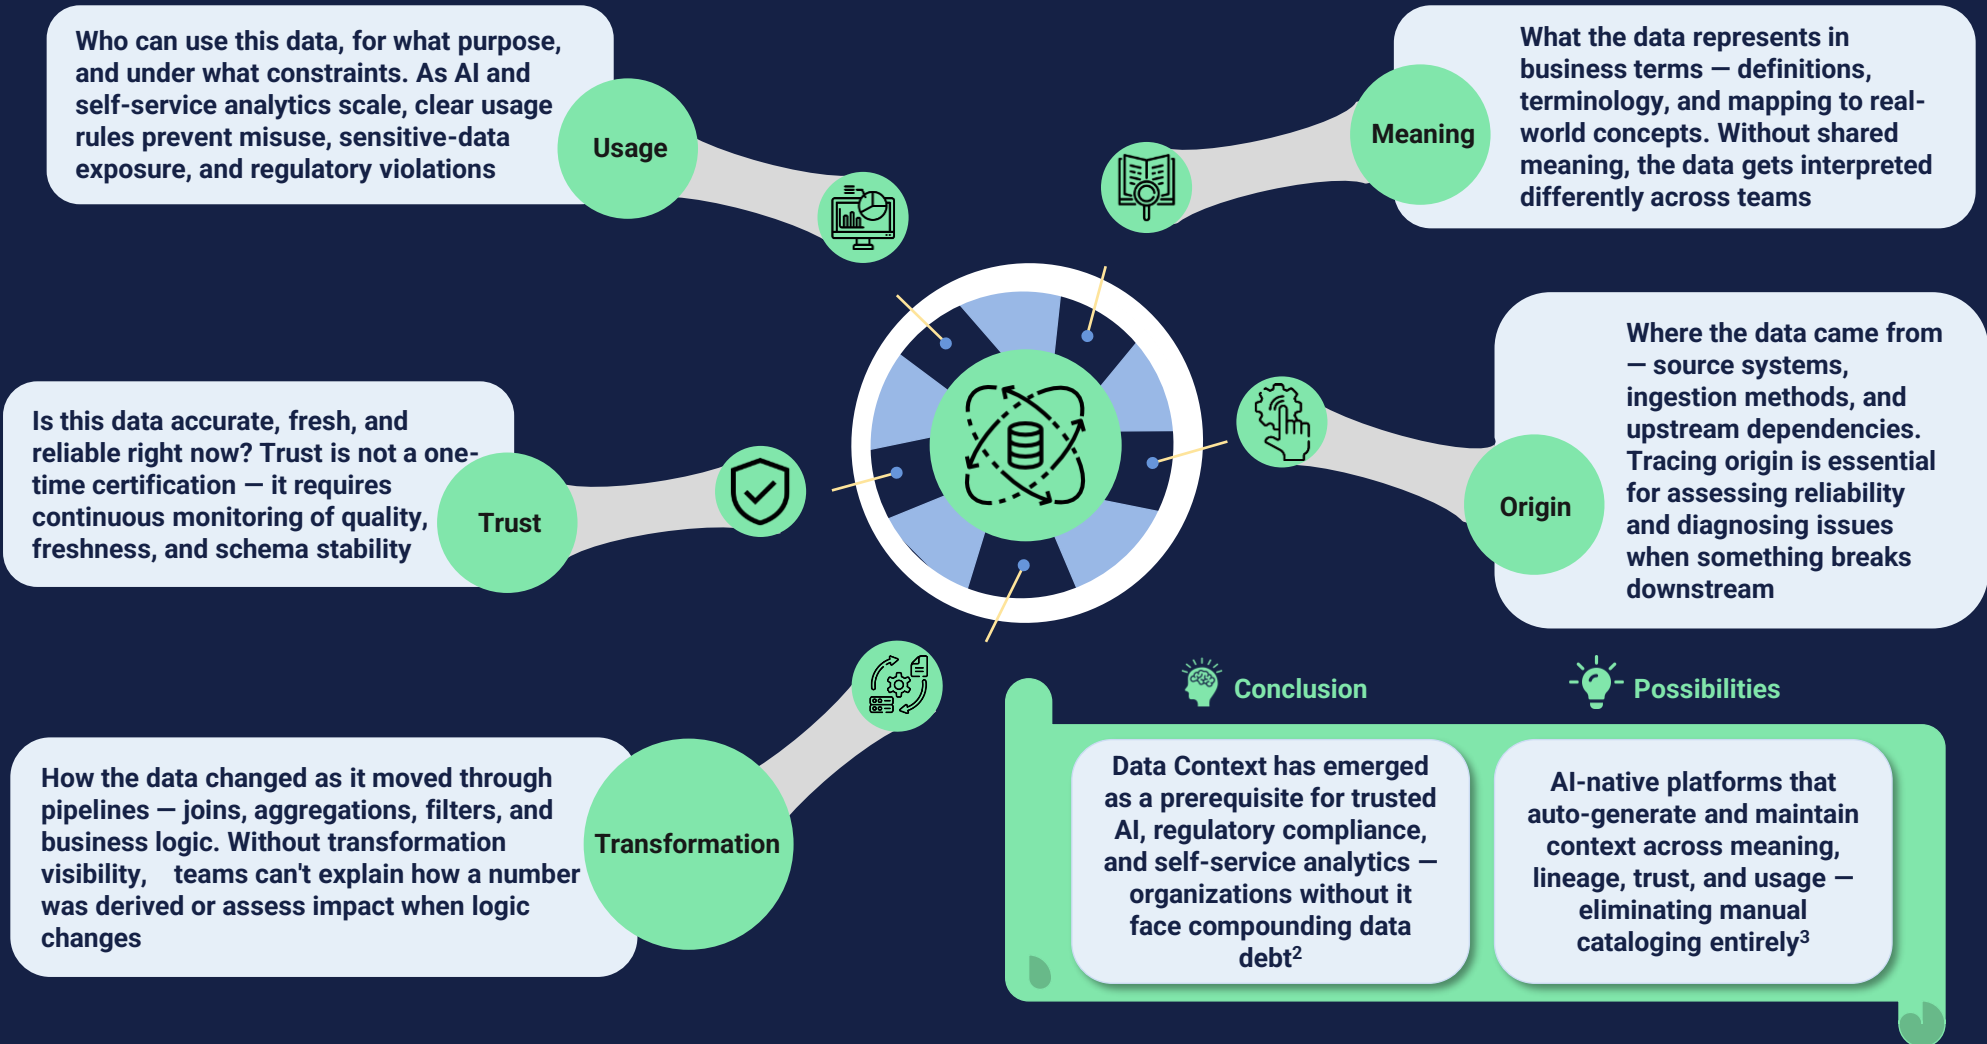 Who can use this data, for what purpose,
and under what constraints. As AI and
self-service analytics scale, clear usage
rules prevent misuse, sensitive-data
exposure, and regulatory violations
Usage
Meaning
What the data represents in
business terms — definitions,
terminology, and mapping to real-
world concepts. Without shared
meaning, the data gets interpreted
differently across teams
Is this data accurate, fresh, and
reliable right now? Trust is not a one-
time certification — it requires
continuous monitoring of quality,
freshness, and schema stability
Trust
Origin
Where the data came from
— source systems,
ingestion methods, and
upstream dependencies.
Tracing origin is essential
for assessing reliability
and diagnosing issues
when something breaks
downstream
How the data changed as it moved through
pipelines — joins, aggregations, filters, and
business logic. Without transformation
visibility, teams can't explain how a number
was derived or assess impact when logic
changes
Transformation
Conclusion
Data Context has emerged
as a prerequisite for trusted
AI, regulatory compliance,
and self-service analytics —
organizations without it
face compounding data
debt²
Possibilities
AI-native platforms that
auto-generate and maintain
context across meaning,
lineage, trust, and usage —
eliminating manual
cataloging entirely³